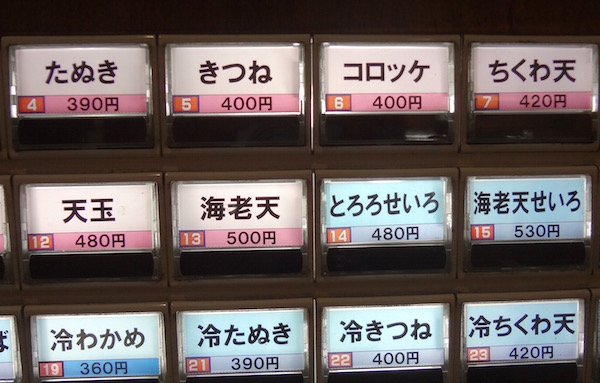 たぬき
4 390円
きつね
5 400円
コロッケ
6 400円
ちくわ天
7 420円
天玉
12 480円
海老天
13 500円
とろろせいろ
14 480円
海老天せいろ
15 530円
ば
冷わかめ
19 360円
冷たぬき
21 390円
冷きつね
22 400円
冷ちくわ天
23 420円